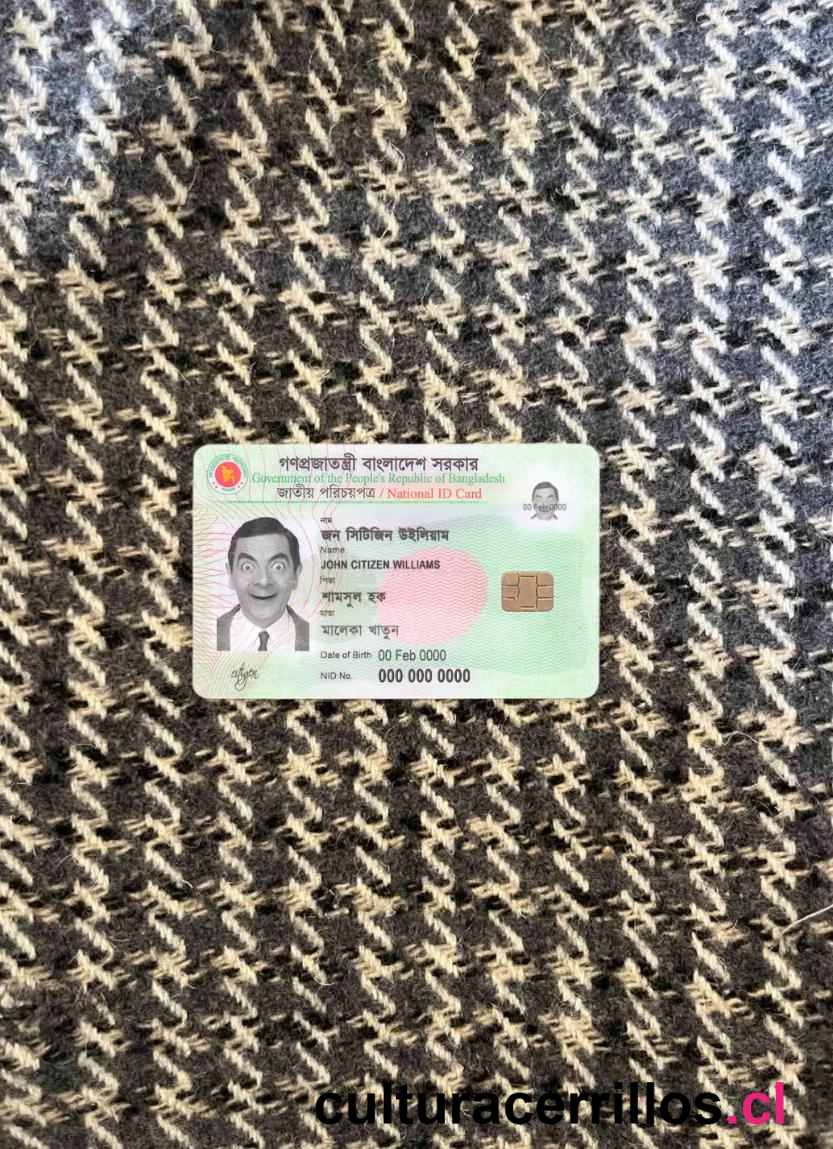 গণপ্রজাতন্ত্রী বাংলাদেশ সরকার
Government of the People's Republic of Bangladesh
জাতীয় পরিচয়পত্র / National ID Card
00 Feb 0000
নাম
জন সিটিজিন উইলিয়াম
Name
JOHN CITIZEN WILLIAMS
পিতা
শামসুল হক
মাতা
মালেকা খাতুন
Date of Birth 00 Feb 0000
NID No. 000 000 0000
culturacerrillos.cl